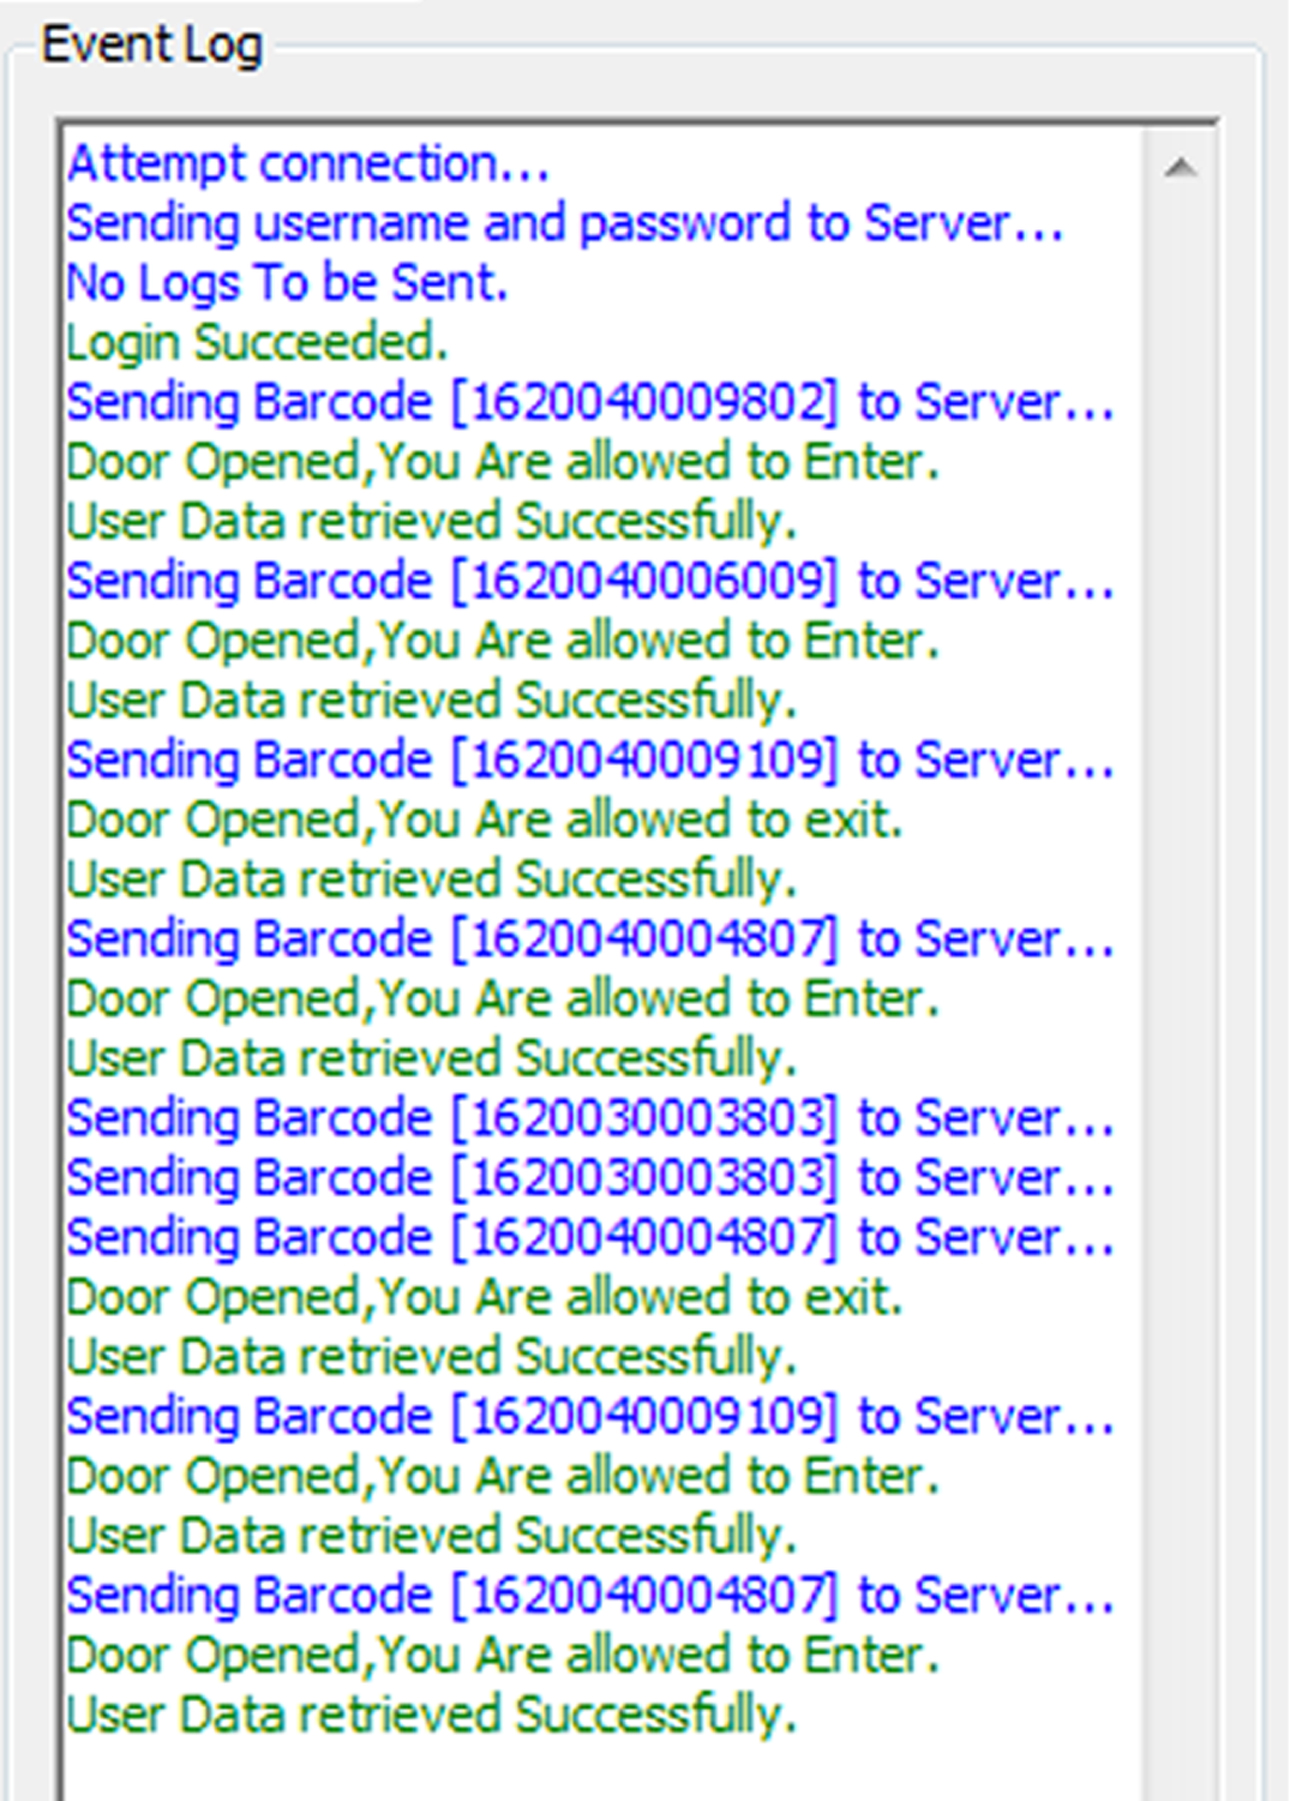 Event Log
Attempt connection...
Sending username and password to Server...
No Logs To be Sent.
Login Succeeded.
Sending Barcode [1620040009802] to Server...
Door Opened,You Are allowed to Enter.
User Data retrieved Successfully.
Sending Barcode [1620040006009] to Server...
Door Opened,You Are allowed to Enter.
User Data retrieved Successfully.
Sending Barcode [1620040009109] to Server...
Door Opened,You Are allowed to exit.
User Data retrieved Successfully.
Sending Barcode [1620040004807] to Server...
Door Opened,You Are allowed to Enter.
User Data retrieved Successfully.
Sending Barcode [1620030003803] to Server...
Sending Barcode [1620030003803] to Server...
Sending Barcode [1620040004807] to Server...
Door Opened,You Are allowed to exit.
User Data retrieved Successfully.
Sending Barcode [1620040009109] to Server...
Door Opened,You Are allowed to Enter.
User Data retrieved Successfully.
Sending Barcode [1620040004807] to Server...
Door Opened,You Are allowed to Enter.
User Data retrieved Successfully.